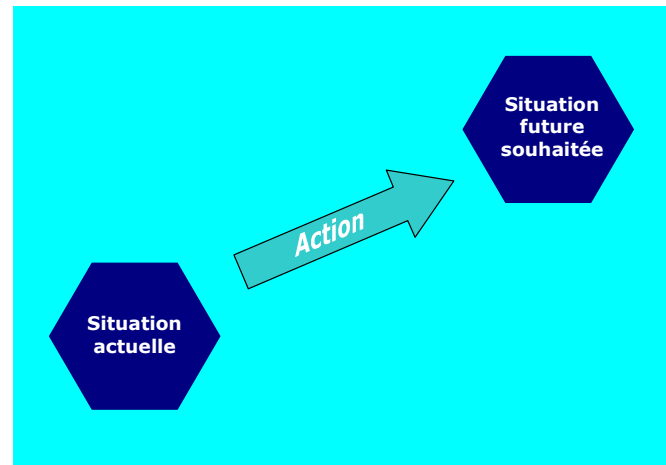 Situation
future
souhaitée
Action
Situation
actuelle